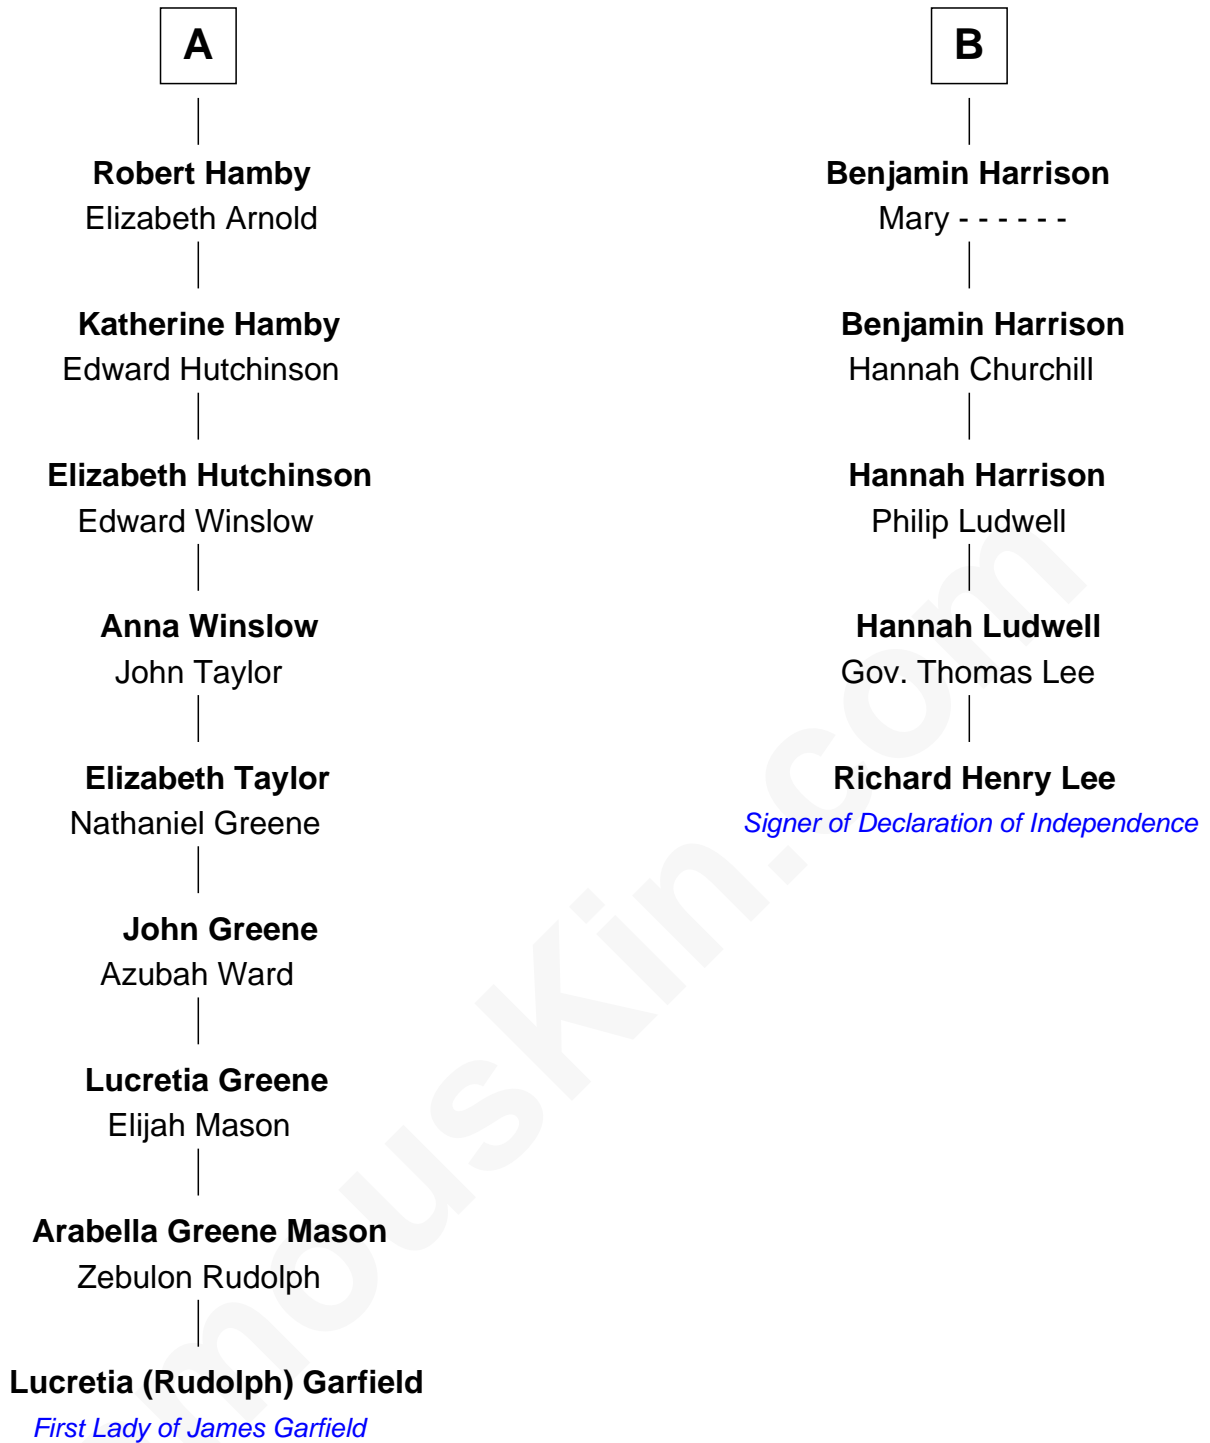 A
Robert Hamby
Elizabeth Arnold
Katherine Hamby
Edward Hutchinson
Elizabeth Hutchinson
Edward Winslow
Anna Winslow
John Taylor
Elizabeth Taylor
Nathaniel Greene
John Greene
Azubah Ward
Lucretia Greene
Elijah Mason
Arabella Greene Mason
Zebulon Rudolph
Lucretia (Rudolph) Garfield
First Lady of James Garfield
B
Benjamin Harrison
Mary - - - - - -
Benjamin Harrison
Hannah Churchill
Hannah Harrison
Philip Ludwell
Hannah Ludwell
Gov. Thomas Lee
Richard Henry Lee
Signer of Declaration of Independence
mouskin.com